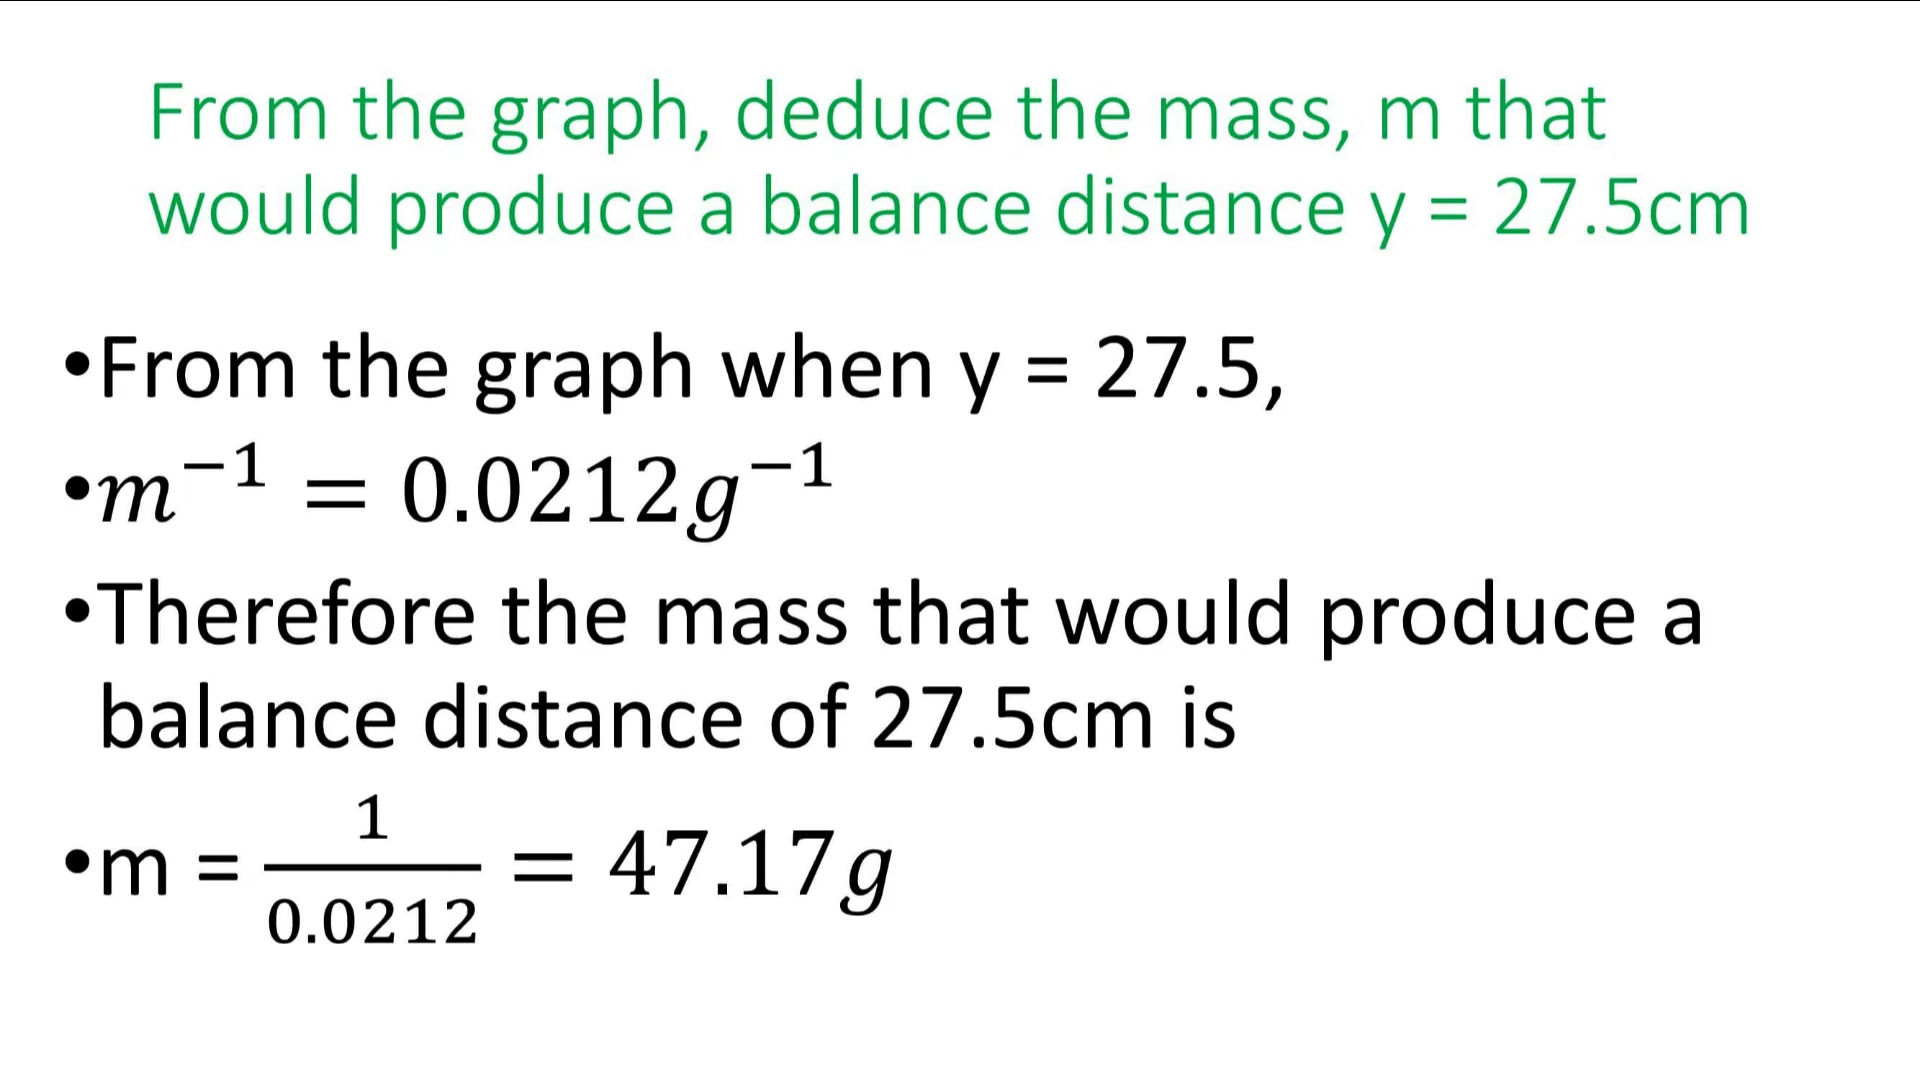 From the graph, deduce the mass, m that
would produce a balance distance y = 27.5cm
•From the graph when y = 27.5,
•m⁻¹ = 0.0212g⁻¹
•Therefore the mass that would produce a
balance distance of 27.5cm is
•m = 1/0.0212 = 47.17g